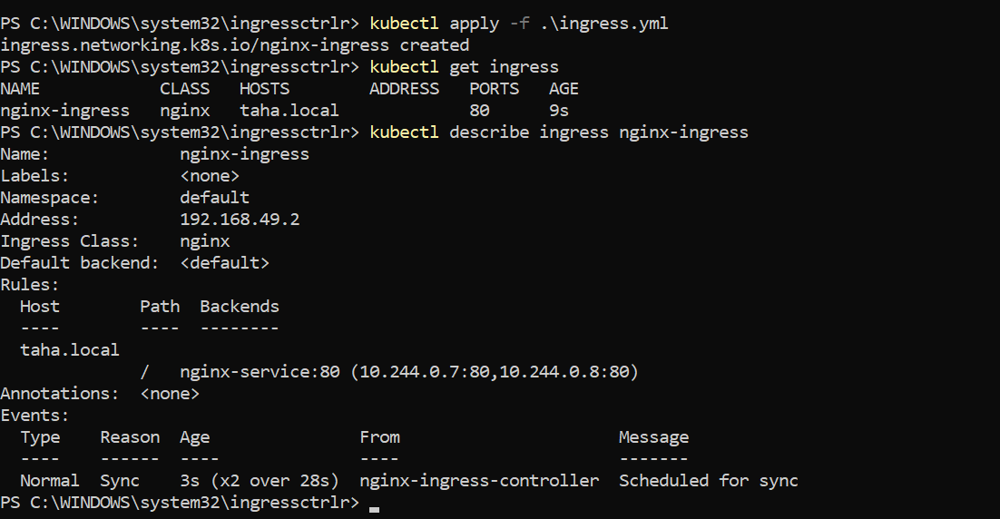 PS C:\WINDOWS\system32\ingressctrlr> kubectl apply -f .\ingress.yml
ingress.networking.k8s.io/nginx-ingress created
PS C:\WINDOWS\system32\ingressctrlr> kubectl get ingress
NAME            CLASS   HOSTS        ADDRESS   PORTS   AGE
nginx-ingress   nginx   taha.local             80      9s
PS C:\WINDOWS\system32\ingressctrlr> kubectl describe ingress nginx-ingress
Name:             nginx-ingress
Labels:           <none>
Namespace:        default
Address:          192.168.49.2
Ingress Class:    nginx
Default backend:  <default>
Rules:
  Host        Path  Backends
  ----        ----  --------
  taha.local
              /   nginx-service:80 (10.244.0.7:80,10.244.0.8:80)
Annotations:  <none>
Events:
  Type    Reason  Age                From                      Message
  ----    ------  ----               ----                      -------
  Normal  Sync    3s (x2 over 28s)  nginx-ingress-controller  Scheduled for sync
PS C:\WINDOWS\system32\ingressctrlr>